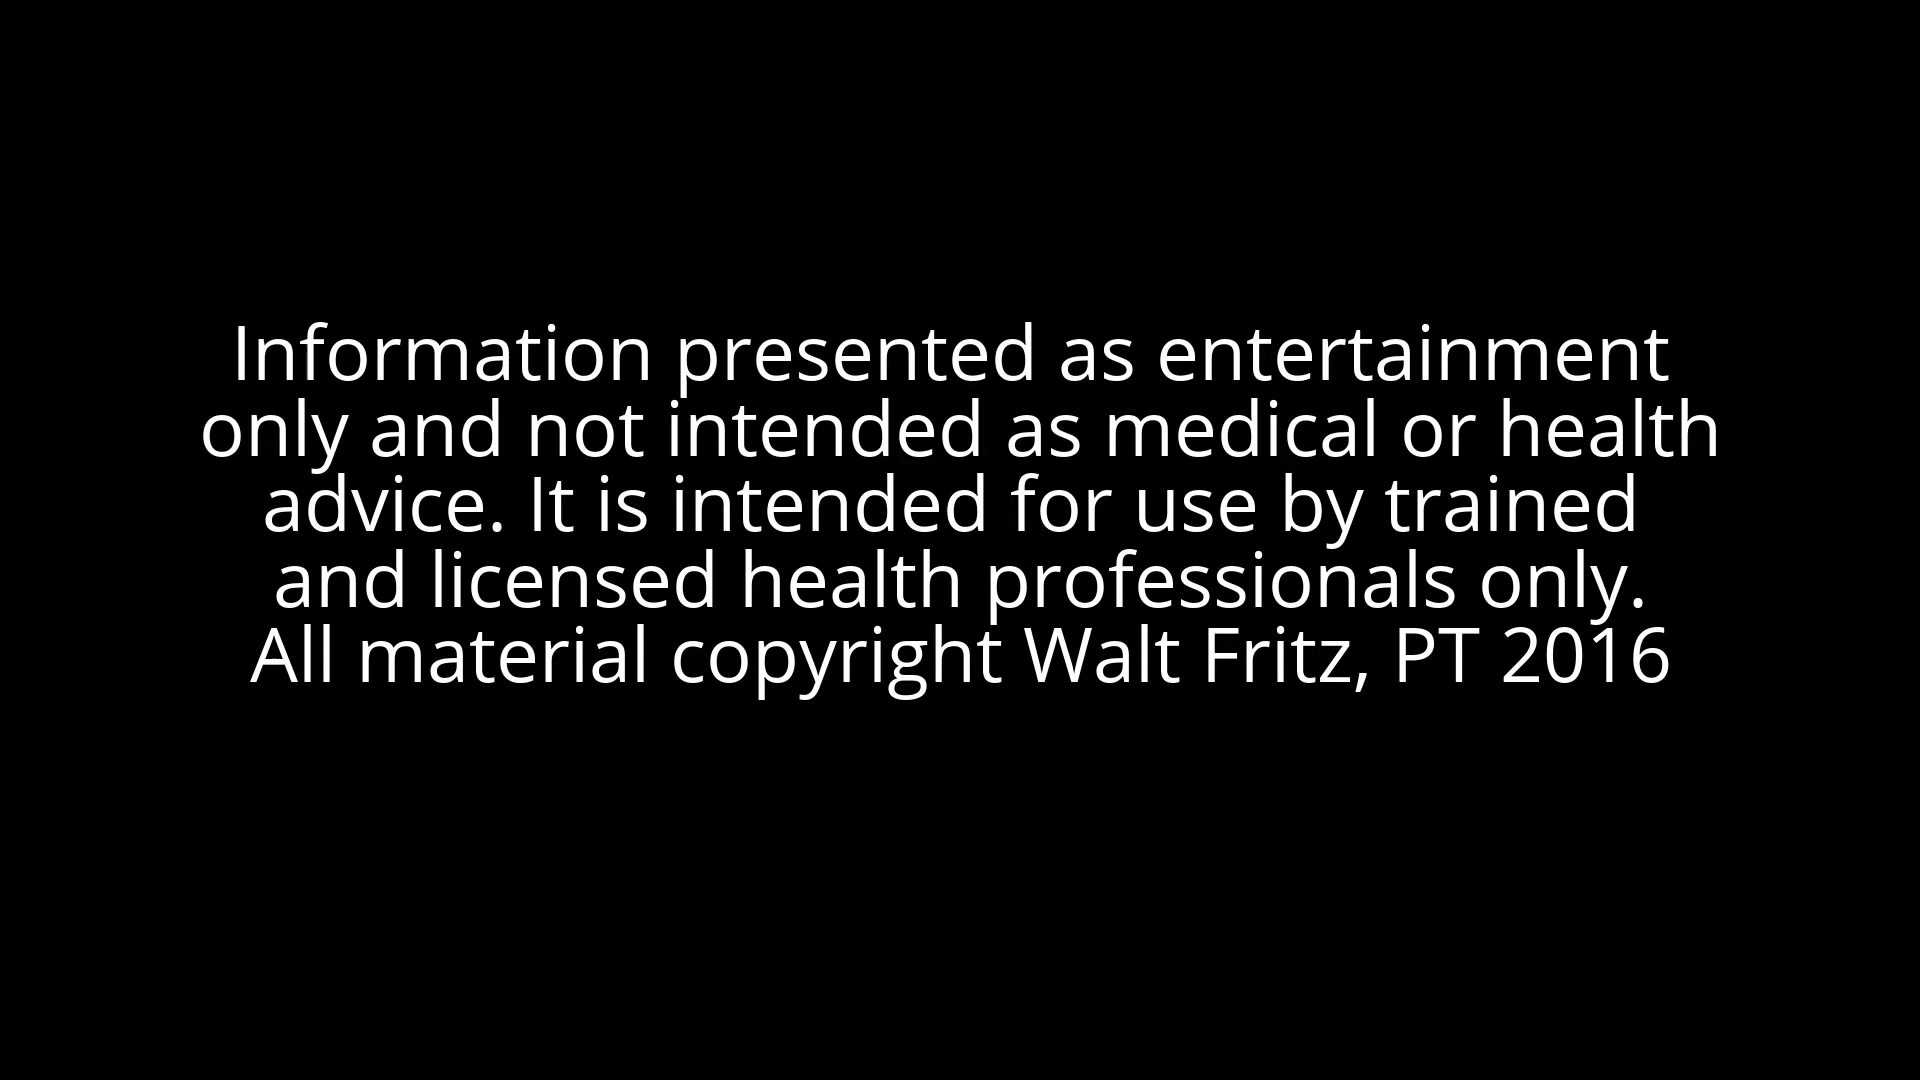 Information presented as entertainment
only and not intended as medical or health
advice. It is intended for use by trained
and licensed health professionals only.
All material copyright Walt Fritz, PT 2016